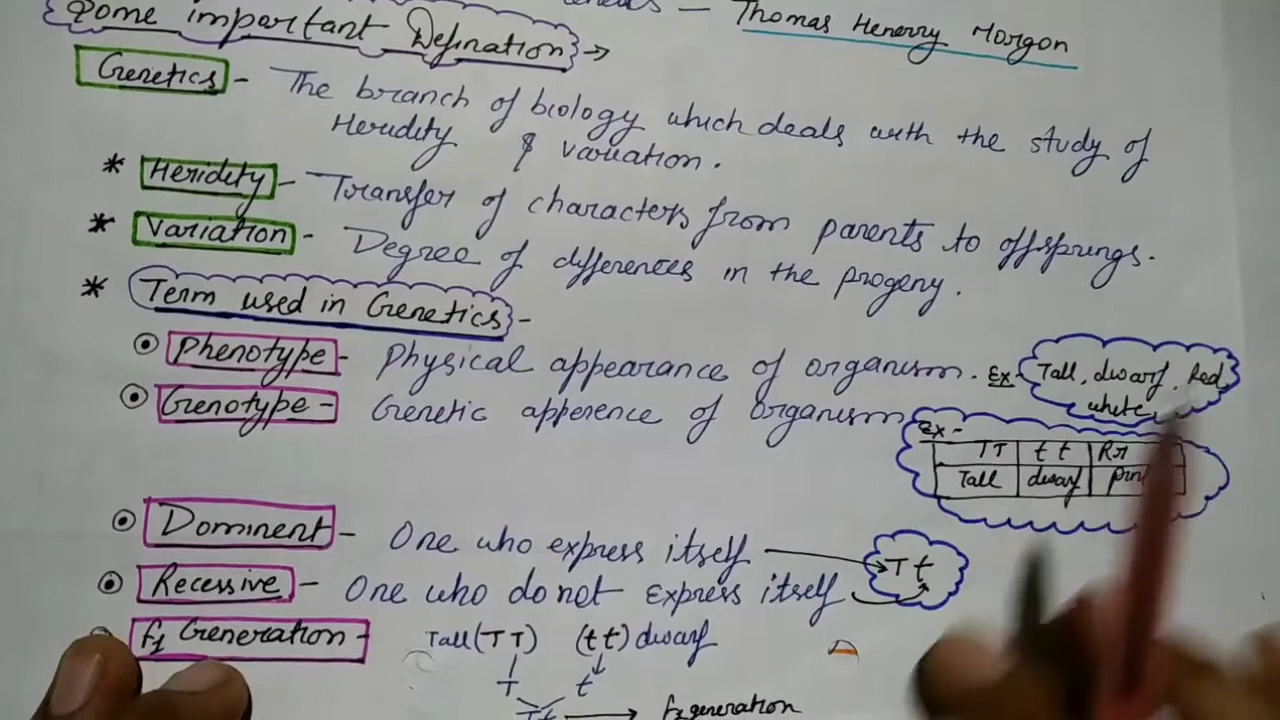 — Thomas Henerry Morgon
Some important Defination →
Genetics - The branch of biology which deals with the study of
Heridity & variation.
* Heridity - Transfer of characters from parents to offsprings.
* Variation - Degree of differences in the progeny.
* Term used in Genetics -
Phenotype - Physical appearance of organism. Ex- Tall, dwarf, Red,
white
Genotype - Genetic apperence of organism
Ex-
TT tt Rr
Tall dwarf
Dominent - One who express itself
Tt
Recessive - One who do not Express itself
f1 Generation - Tall (TT) (tt) dwarf
T t
Tt → f1 generation